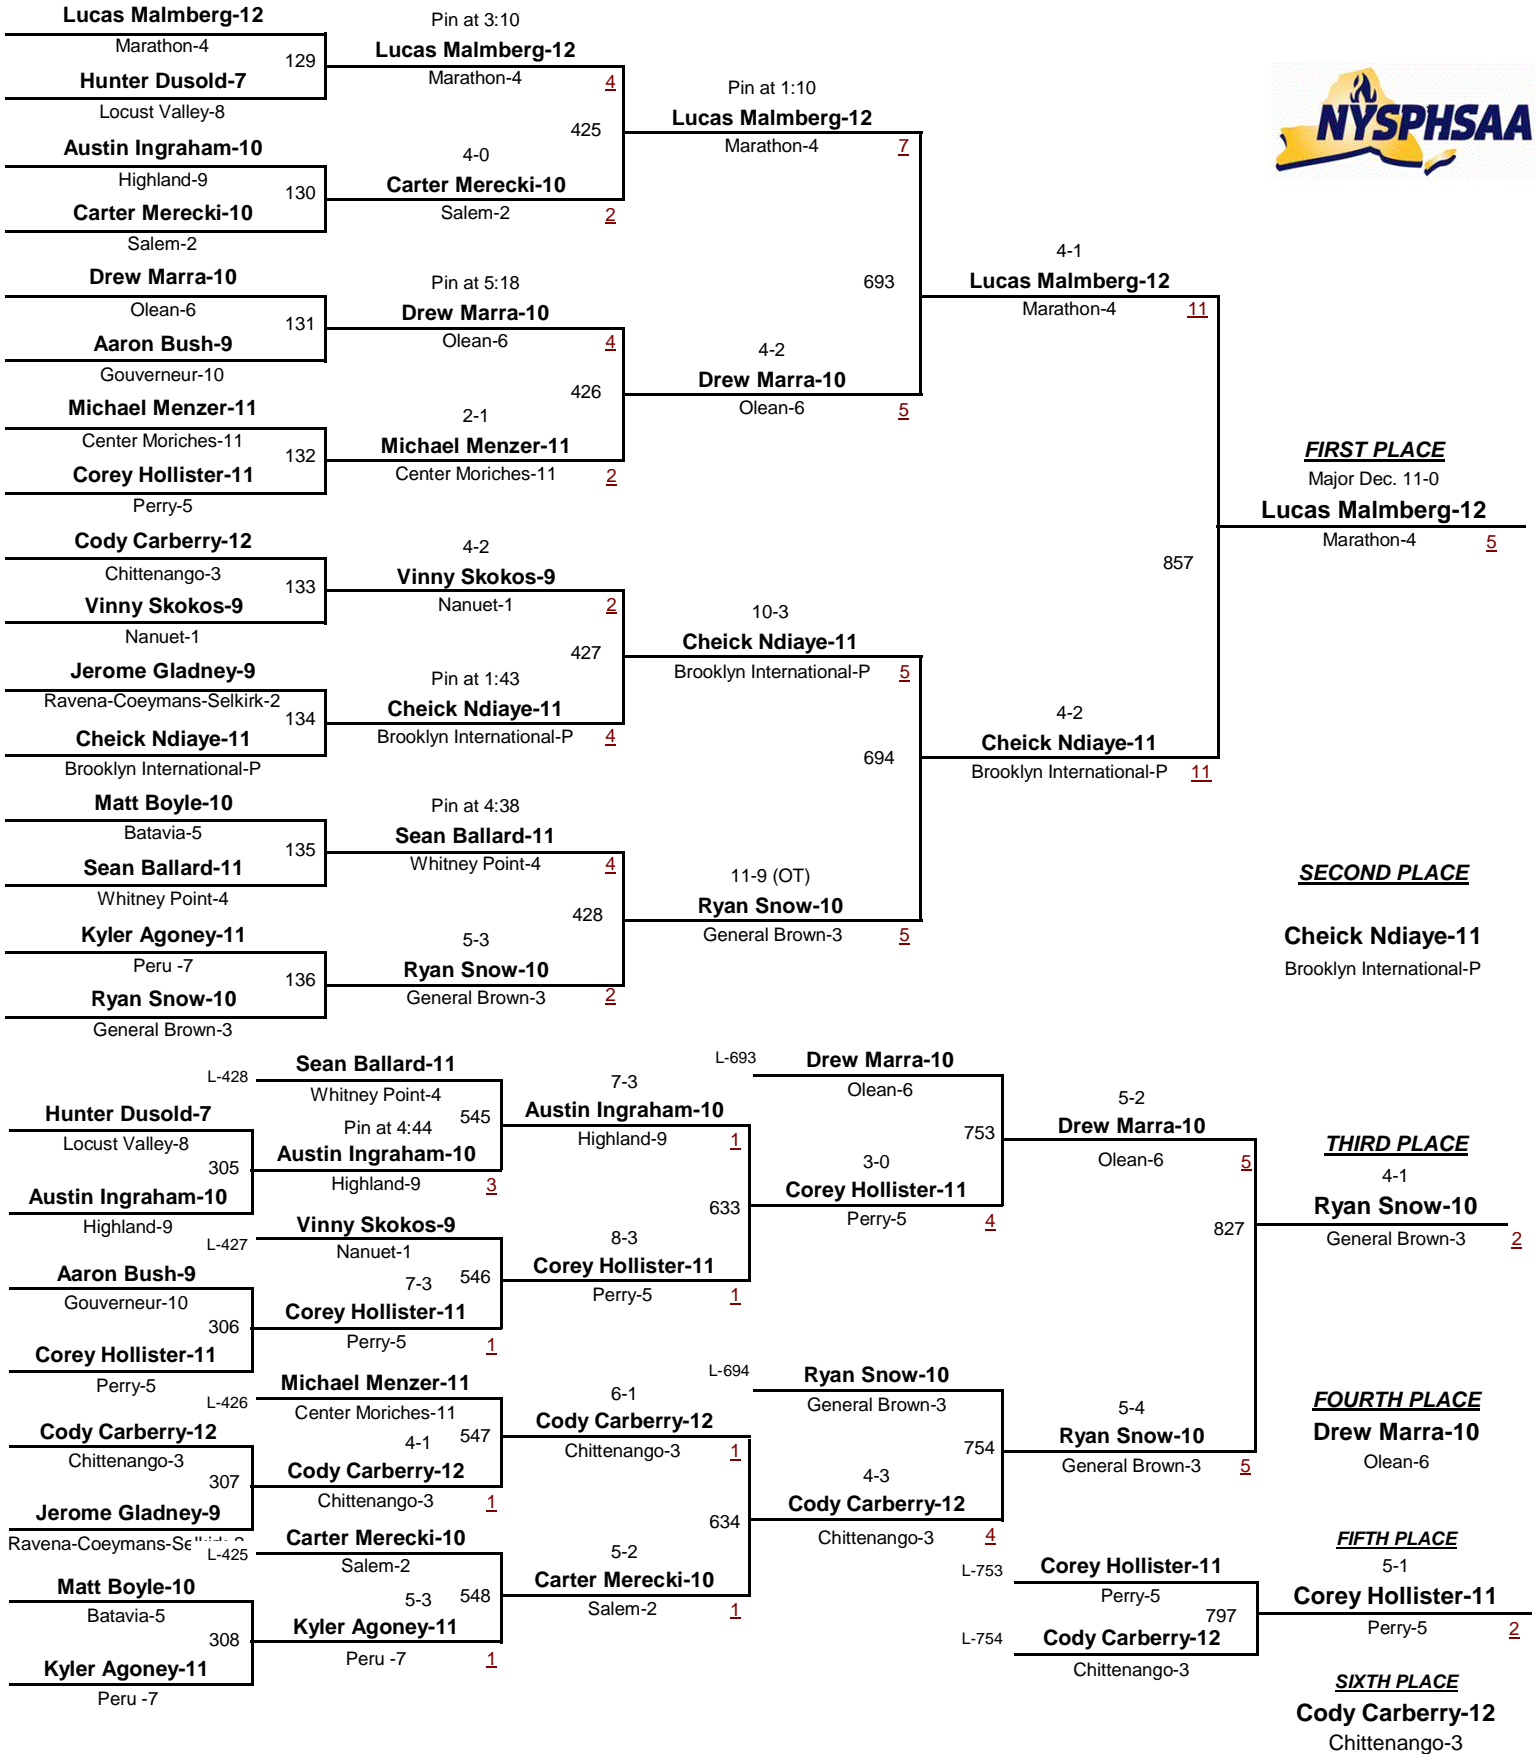 Lucas Malmberg-12
Marathon-4
129
Hunter Dusold-7
Locust Valley-8
Austin Ingraham-10
Highland-9
130
Carter Merecki-10
Salem-2
Drew Marra-10
Olean-6
131
Aaron Bush-9
Gouverneur-10
Michael Menzer-11
Center Moriches-11
132
Corey Hollister-11
Perry-5
Cody Carberry-12
Chittenango-3
133
Vinny Skokos-9
Nanuet-1
Jerome Gladney-9
Ravena-Coeymans-Selkirk-2
134
Cheick Ndiaye-11
Brooklyn International-P
Matt Boyle-10
Batavia-5
135
Sean Ballard-11
Whitney Point-4
Kyler Agoney-11
Peru -7
136
Ryan Snow-10
General Brown-3
Pin at 3:10
Lucas Malmberg-12
Marathon-4
4
425
4-0
Carter Merecki-10
Salem-2
2
Pin at 5:18
Drew Marra-10
Olean-6
4
426
2-1
Michael Menzer-11
Center Moriches-11
2
4-2
Vinny Skokos-9
Nanuet-1
2
427
Pin at 1:43
Cheick Ndiaye-11
Brooklyn International-P
4
Pin at 4:38
Sean Ballard-11
Whitney Point-4
4
428
5-3
Ryan Snow-10
General Brown-3
2
Pin at 1:10
Lucas Malmberg-12
Marathon-4
7
693
4-2
Drew Marra-10
Olean-6
5
10-3
Cheick Ndiaye-11
Brooklyn International-P
5
694
11-9 (OT)
Ryan Snow-10
General Brown-3
5
4-1
Lucas Malmberg-12
Marathon-4
11
857
4-2
Cheick Ndiaye-11
Brooklyn International-P
11
NYSPHSAA
FIRST PLACE
Major Dec. 11-0
Lucas Malmberg-12
Marathon-4
5
SECOND PLACE
Cheick Ndiaye-11
Brooklyn International-P
L-428
Hunter Dusold-7
Locust Valley-8
305
Austin Ingraham-10
Highland-9
L-427
Aaron Bush-9
Gouverneur-10
306
Corey Hollister-11
Perry-5
L-426
Cody Carberry-12
Chittenango-3
307
Jerome Gladney-9
Ravena-Coeymans-Selkirk-2
L-425
Matt Boyle-10
Batavia-5
308
Kyler Agoney-11
Peru -7
Sean Ballard-11
Whitney Point-4
545
Pin at 4:44
Austin Ingraham-10
Highland-9
3
Vinny Skokos-9
Nanuet-1
546
7-3
Corey Hollister-11
Perry-5
1
Michael Menzer-11
Center Moriches-11
547
4-1
Cody Carberry-12
Chittenango-3
1
Carter Merecki-10
Salem-2
548
5-3
Kyler Agoney-11
Peru -7
1
7-3
Austin Ingraham-10
Highland-9
1
633
8-3
Corey Hollister-11
Perry-5
1
6-1
Cody Carberry-12
Chittenango-3
1
634
5-2
Carter Merecki-10
Salem-2
1
L-693
Drew Marra-10
Olean-6
753
3-0
Corey Hollister-11
Perry-5
4
L-694
Ryan Snow-10
General Brown-3
754
4-3
Cody Carberry-12
Chittenango-3
4
5-2
Drew Marra-10
Olean-6
5
827
5-4
Ryan Snow-10
General Brown-3
5
L-753
Corey Hollister-11
Perry-5
797
L-754
Cody Carberry-12
Chittenango-3
THIRD PLACE
4-1
Ryan Snow-10
General Brown-3
2
FOURTH PLACE
Drew Marra-10
Olean-6
FIFTH PLACE
5-1
Corey Hollister-11
Perry-5
2
SIXTH PLACE
Cody Carberry-12
Chittenango-3